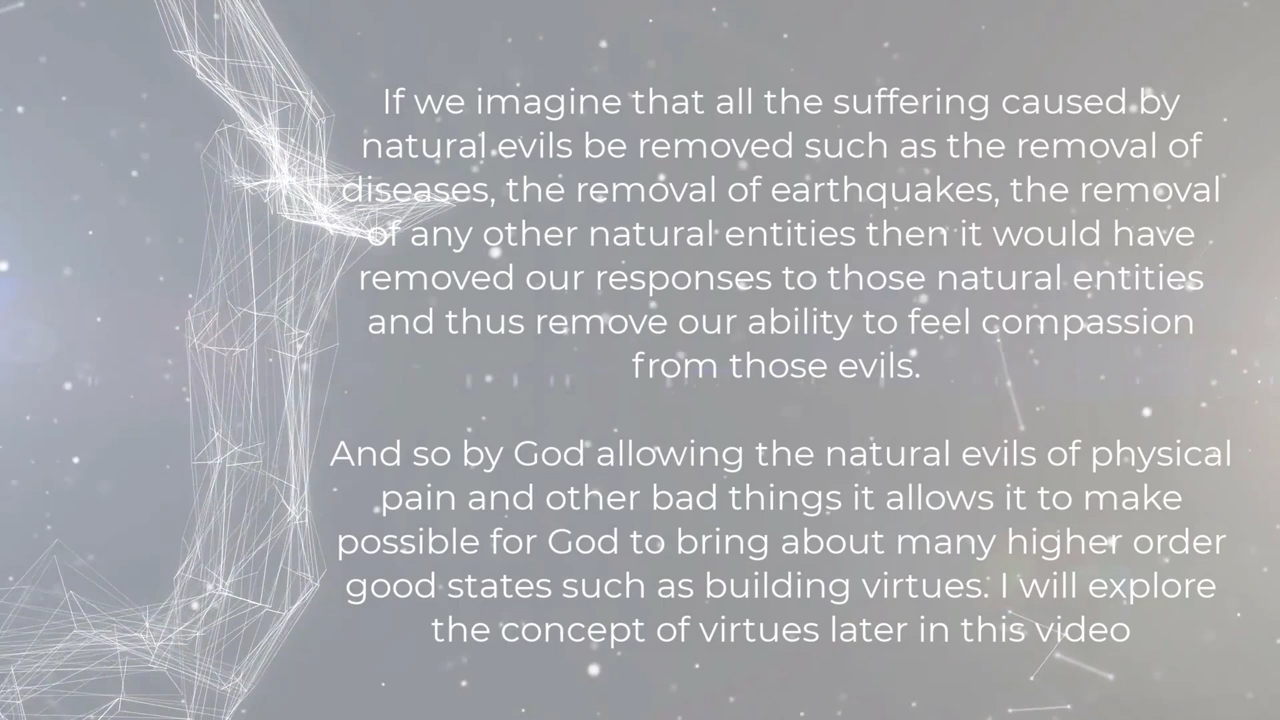 If we imagine that all the suffering caused by
natural evils be removed such as the removal of
diseases, the removal of earthquakes, the removal
of any other natural entities then it would have
removed our responses to those natural entities
and thus remove our ability to feel compassion
from those evils.
And so by God allowing the natural evils of physical
pain and other bad things it allows it to make
possible for God to bring about many higher order
good states such as building virtues. I will explore
the concept of virtues later in this video